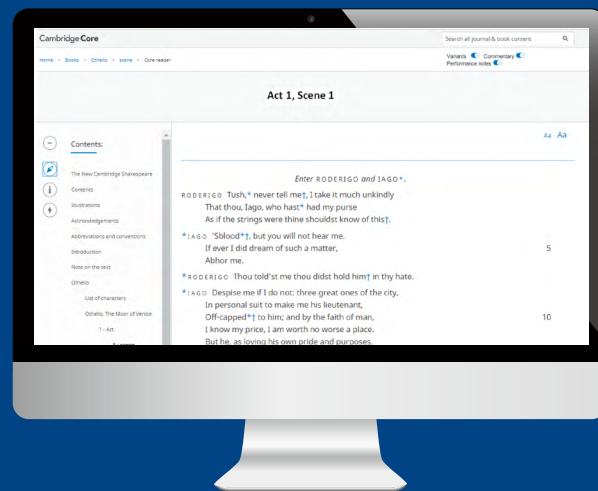 Cambridge Core
Search all journal & book content
Home > Books > Othello > scene > Core reader
Variants Commentary
Performance notes
Act 1, Scene 1
Aa Aa
Contents:
The New Cambridge Shakespeare
Contents
Illustrations
Acknowledgements
Abbreviations and conventions
Introduction
Note on the text
Othello
List of characters
Othello, The Moor of Venice
1 - Act
Enter RODERIGO and IAGO*.
RODERIGO Tush,* never tell me†, I take it much unkindly
That thou, Iago, who hast* had my purse
As if the strings were thine shouldst know of this†.
*IAGO 'Sblood*†, but you will not hear me.
If ever I did dream of such a matter, 5
Abhor me.
*RODERIGO Thou told'st me thou didst hold him† in thy hate.
*IAGO Despise me if I do not: three great ones of the city,
In personal suit to make me his lieutenant,
Off-capped*† to him; and by the faith of man, 10
I know my price, I am worth no worse a place.
But he, as loving his own pride and purposes,